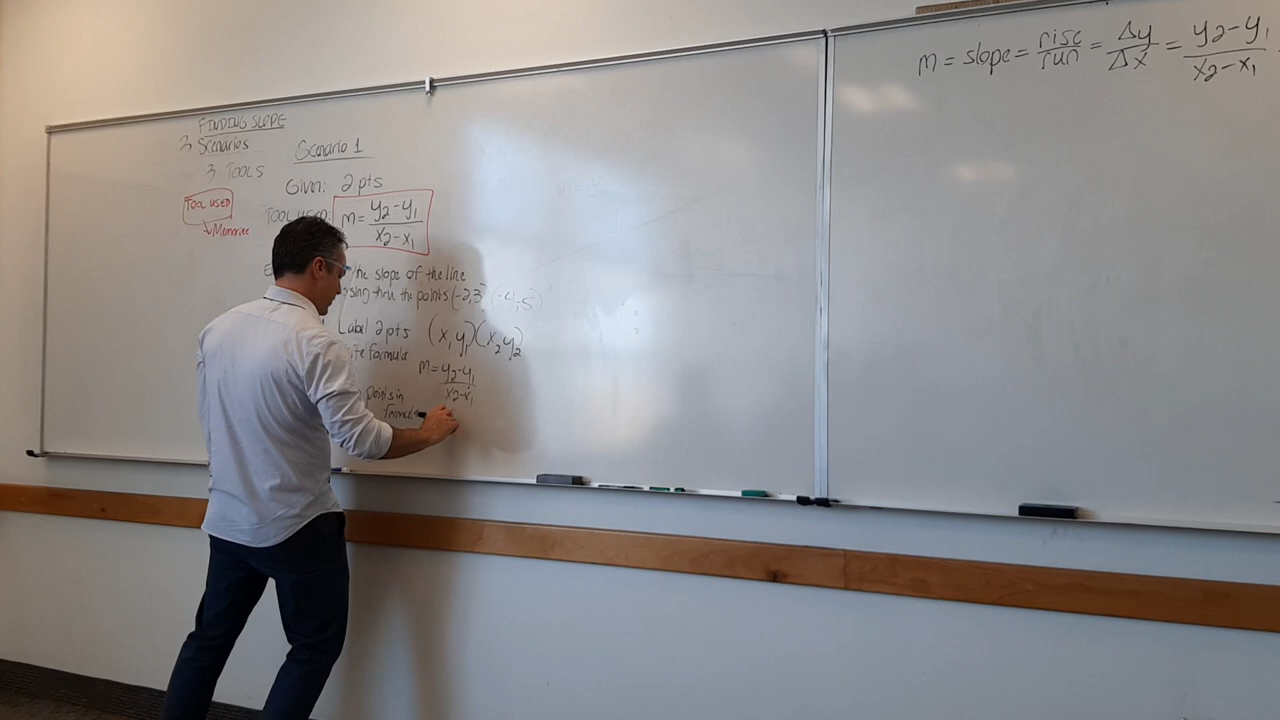 FINDING SLOPE
3 Scenarios
3 TOOLS
TOOL USED
Memorize
Scenario 1
Given: 2 pts
TOOL USED: m = y2-y1 / x2-x1
the slope of the line
thru the points (-2,3) (-4,-5)
Label 2 pts (x1 y1)(x2 y2)
formula
m = y2-y1 / x2-x1
points in
formula
m = slope = rise/run = Δy/Δx = y2-y1 / x2-x1